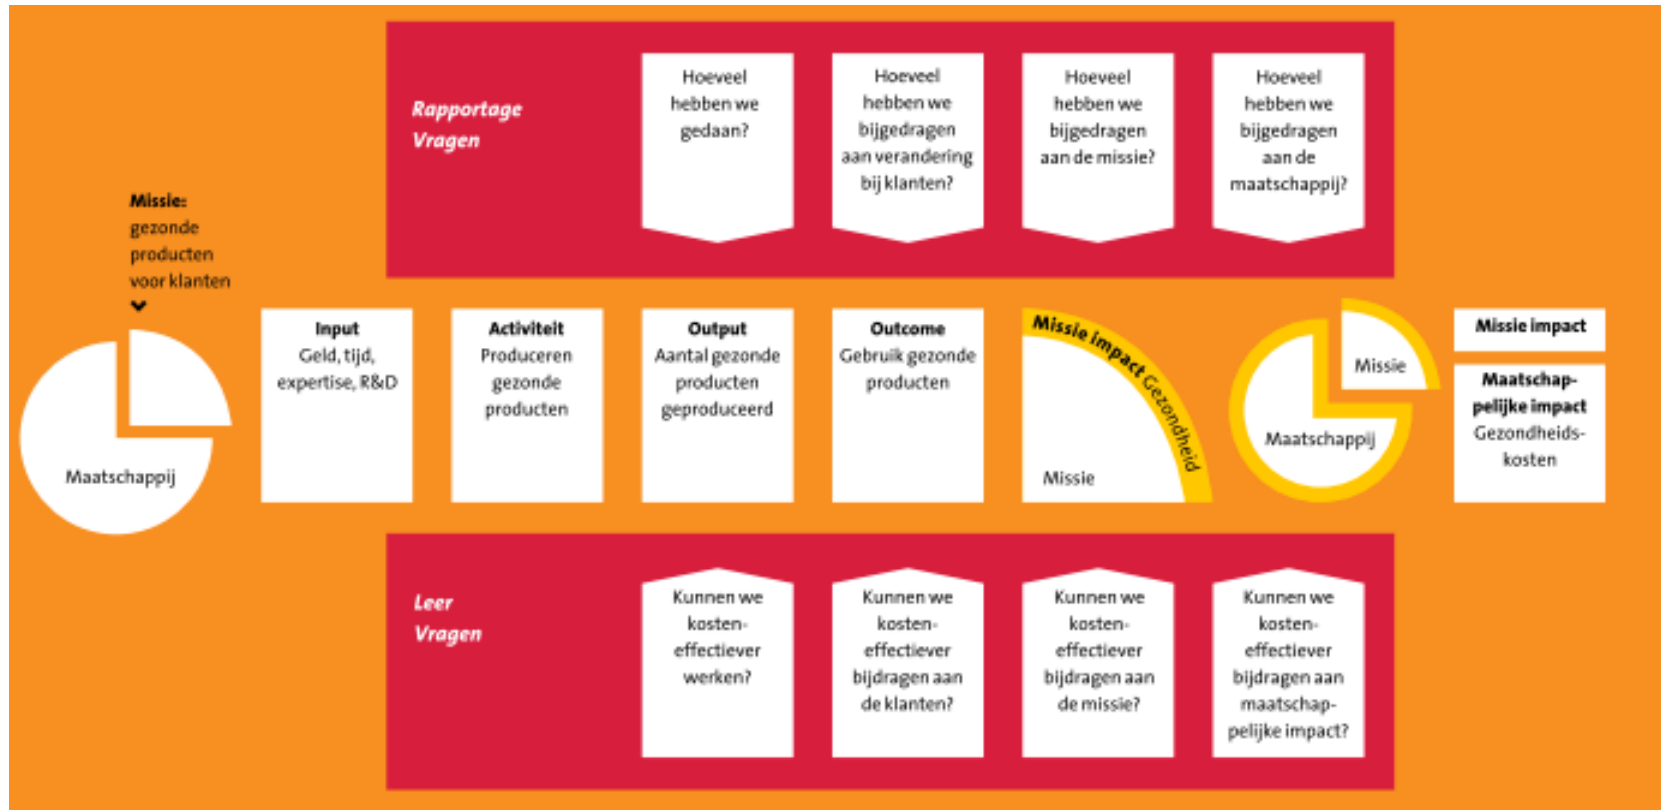 Rapportage
Vragen
Hoeveel
hebben we
gedaan?
Hoeveel
hebben we
bijgedragen
aan verandering
bij klanten?
Hoeveel
hebben we
bijgedragen
aan de missie?
Hoeveel
hebben we
bijgedragen
aan de
maatschappij?
Missie:
gezonde
producten
voor klanten
Maatschappij
Input
Geld, tijd,
expertise, R&D
Activiteit
Produceren
gezonde
producten
Output
Aantal gezonde
producten
geproduceerd
Outcome
Gebruik gezonde
producten
Missie impact Gezondheid
Missie
Missie
Maatschappij
Missie impact
Maatschap-
pelijke impact
Gezondheids-
kosten
Leer
Vragen
Kunnen we
kosten-
effectiever
werken?
Kunnen we
kosten-
effectiever
bijdragen aan
de klanten?
Kunnen we
kosten-
effectiever
bijdragen aan
de missie?
Kunnen we
kosten-
effectiever
bijdragen aan
maatschap-
pelijke impact?